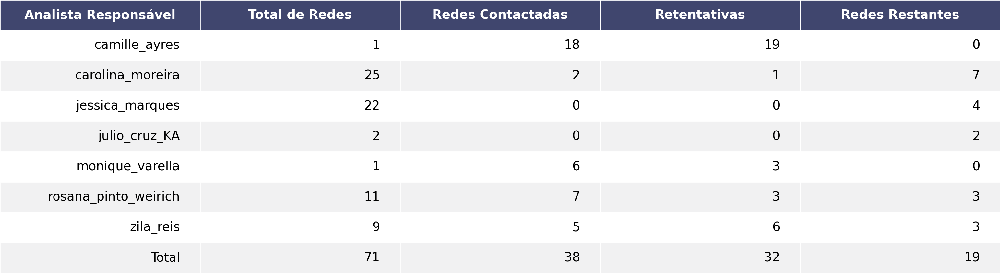 Analista Responsável Total de Redes Redes Contactadas Retentativas Redes Restantes
camille_ayres 1 18 19 0
carolina_moreira 25 2 1 7
jessica_marques 22 0 0 4
julio_cruz_KA 2 0 0 2
monique_varella 1 6 3 0
rosana_pinto_weirich 11 7 3 3
zila_reis 9 5 6 3
Total 71 38 32 19